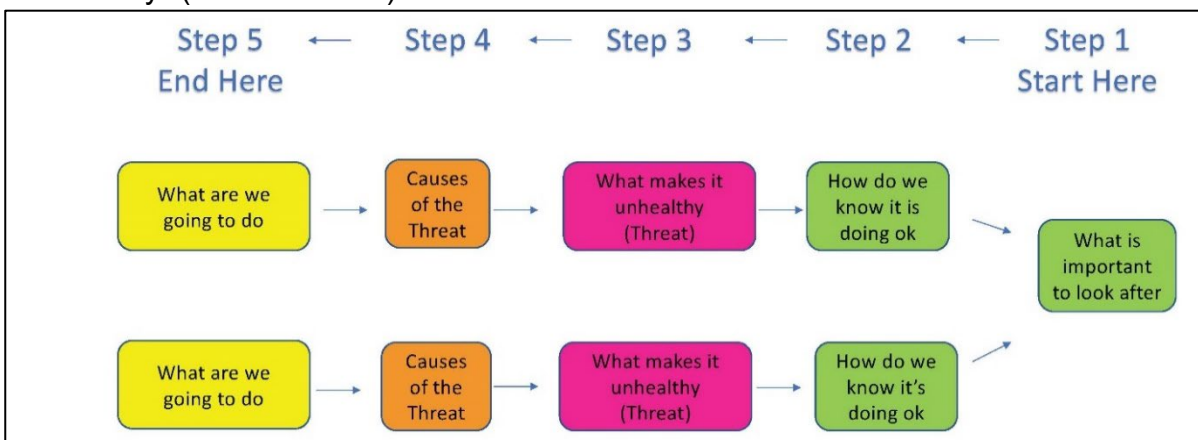 Step 5 ← Step 4 ← Step 3 ← Step 2 ← Step 1
End Here
Start Here
What are we
going to do
Causes
of the
Threat
What makes it
unhealthy
(Threat)
How do we
know it is
doing ok
What is
important
to look after
What are we
going to do
Causes
of the
Threat
What makes it
unhealthy
(Threat)
How do we
know it's
doing ok